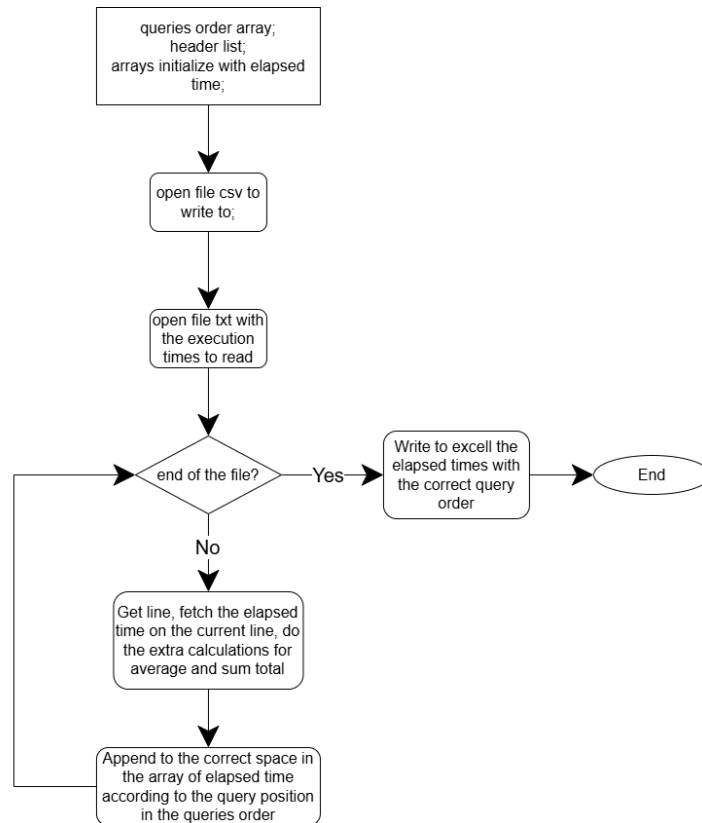 queries order array;
header list;
arrays initialize with elapsed
time;
open file csv to
write to;
open file txt with
the execution
times to read
end of the file?
Yes
Write to excell the
elapsed times with
the correct query
order
End
No
Get line, fetch the elapsed
time on the current line, do
the extra calculations for
average and sum total
Append to the correct space in
the array of elapsed time
according to the query position
in the queries order